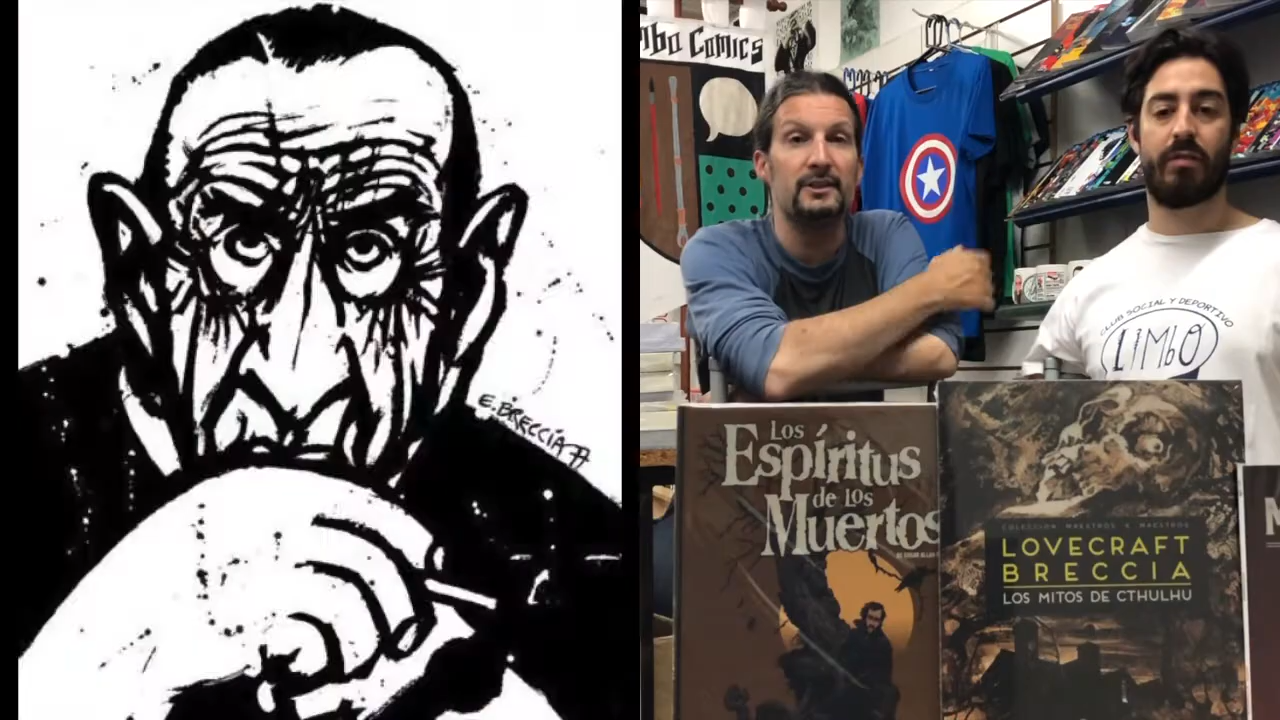 E. BRECCIA 77
mbo Comics
CLUB SOCIAL Y DEPORTIVO
LIMBO
LOS
ESPÍRITUS
DE LOS
MUERTOS
COLECCIÓN MAESTROS X MAESTROS
LOVECRAFT
BRECCIA
LOS MITOS DE CTHULHU